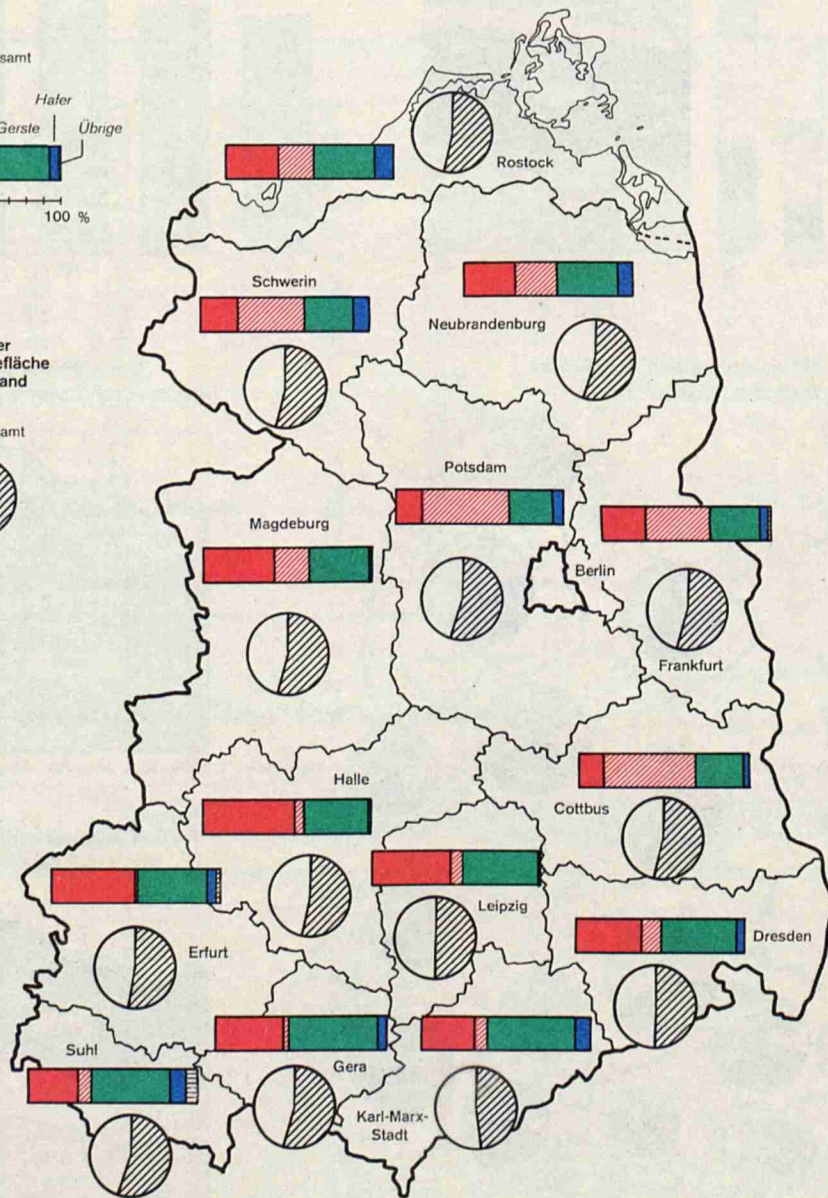 samt
Hafer
Gerste
Übrige
100 %
er
efläche
and
amt
Rostock
Schwerin
Neubrandenburg
Potsdam
Magdeburg
Berlin
Frankfurt
Halle
Cottbus
Leipzig
Erfurt
Dresden
Suhl
Gera
Karl-Marx-
Stadt